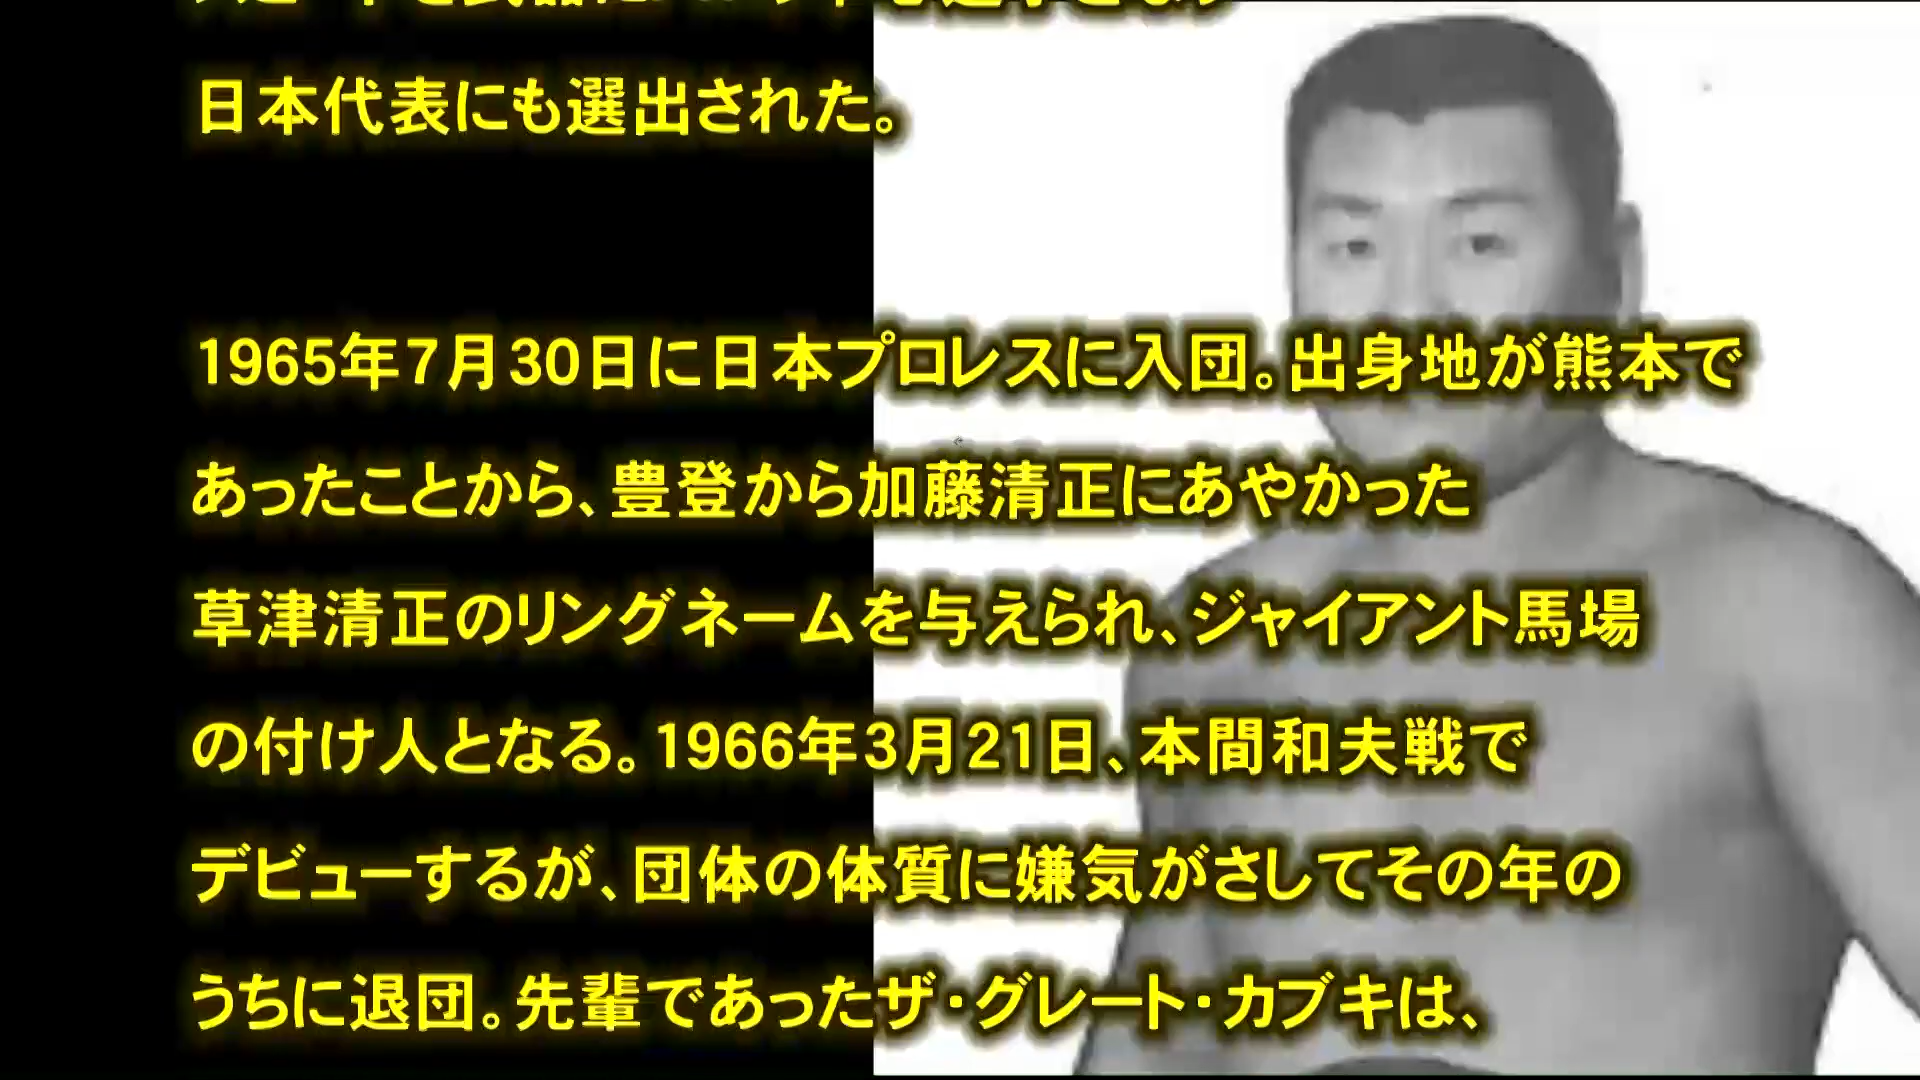 日本代表にも選出された。
1965年7月30日に日本プロレスに入団。出身地が熊本で
あったことから、豊登から加藤清正にあやかった
草津清正のリングネームを与えられ、ジャイアント馬場
の付け人となる。1966年3月21日、本間和夫戦で
デビューするが、団体の体質に嫌気がさしてその年の
うちに退団。先輩であったザ・グレート・カブキは、